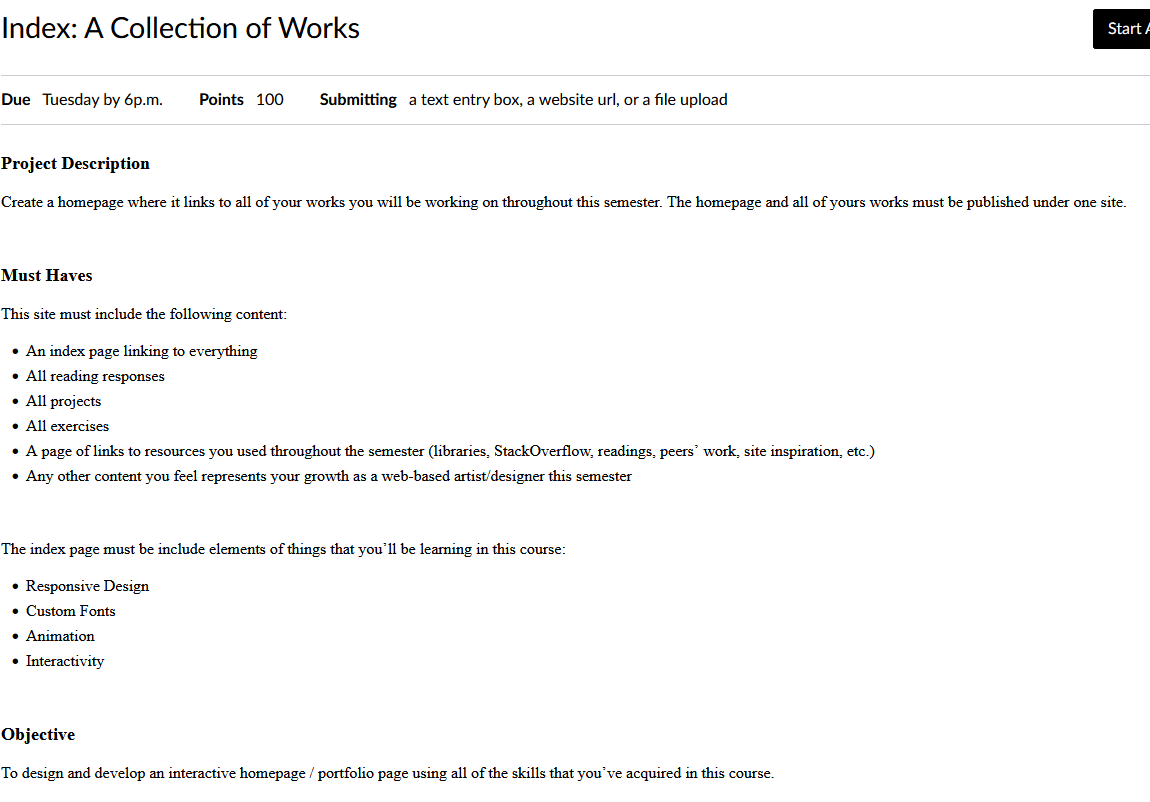 Index: A Collection of Works
Start
Due Tuesday by 6p.m. Points 100 Submitting a text entry box, a website url, or a file upload
Project Description
Create a homepage where it links to all of your works you will be working on throughout this semester. The homepage and all of yours works must be published under one site.
Must Haves
This site must include the following content:
• An index page linking to everything
• All reading responses
• All projects
• All exercises
• A page of links to resources you used throughout the semester (libraries, StackOverflow, readings, peers’ work, site inspiration, etc.)
• Any other content you feel represents your growth as a web-based artist/designer this semester
The index page must be include elements of things that you’ll be learning in this course:
• Responsive Design
• Custom Fonts
• Animation
• Interactivity
Objective
To design and develop an interactive homepage / portfolio page using all of the skills that you’ve acquired in this course.